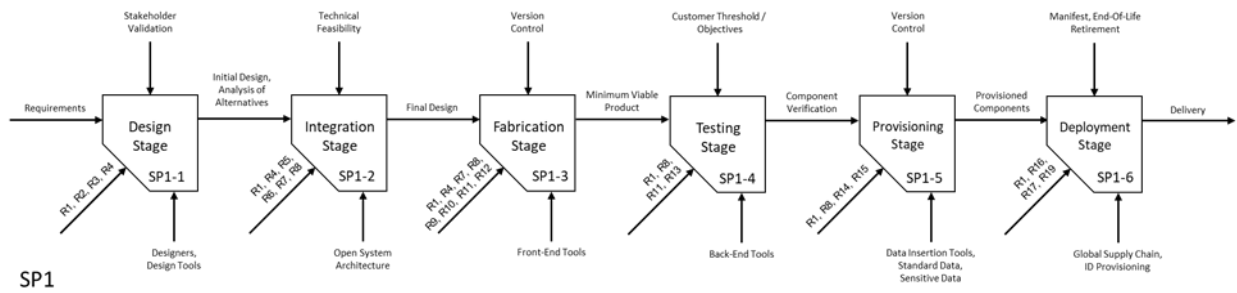 Stakeholder
Validation
Technical
Feasibility
Version
Control
Customer Threshold /
Objectives
Version
Control
Manifest, End-Of-Life
Retirement
Requirements
Initial Design,
Analysis of
Alternatives
Final Design
Minimum Viable
Product
Component
Verification
Provisioned
Components
Delivery
Design
Stage
SP1-1
Integration
Stage
SP1-2
Fabrication
Stage
SP1-3
Testing
Stage
SP1-4
Provisioning
Stage
SP1-5
Deployment
Stage
SP1-6
R1, R2, R3, R4
R1, R4, R5,
R6, R7, R8
R1, R4, R7, R8,
R9, R10, R11, R12
R1, R8,
R11, R13
R1, R8, R14, R15
R1, R16,
R17, R19
Designers,
Design Tools
Open System
Architecture
Front-End Tools
Back-End Tools
Data Insertion Tools,
Standard Data,
Sensitive Data
Global Supply Chain,
ID Provisioning
SP1